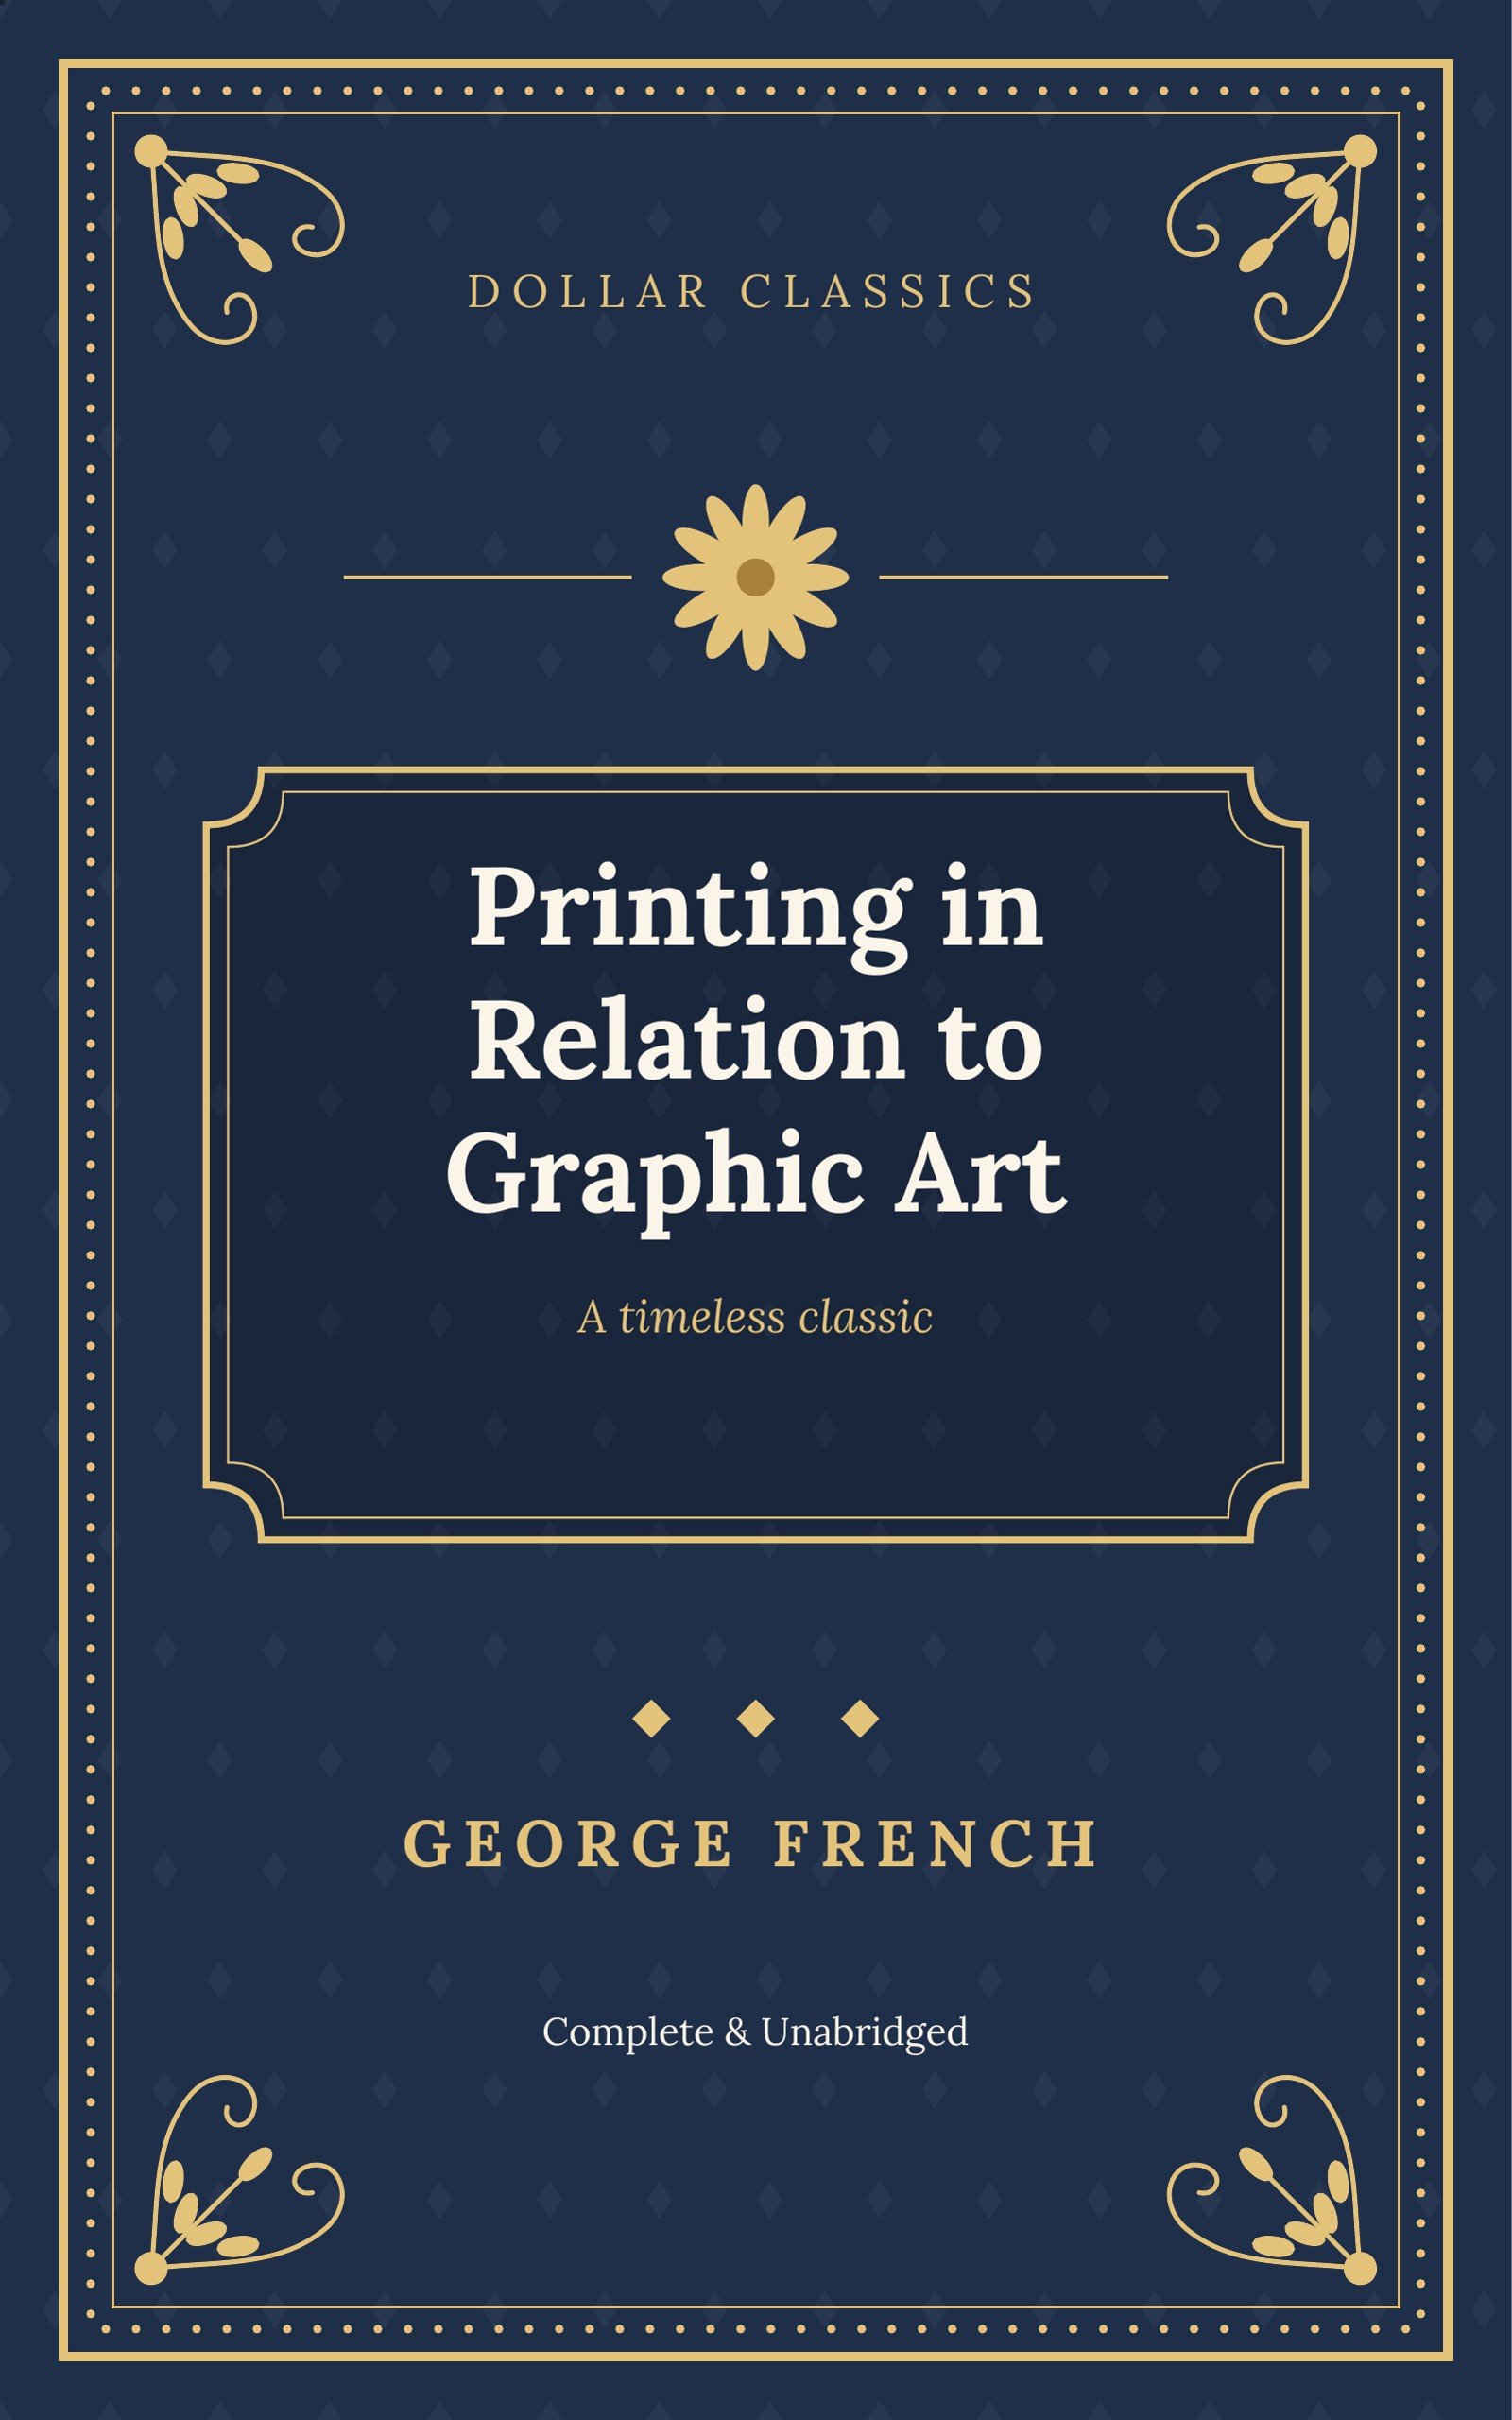 DOLLAR CLASSICS
Printing in
Relation to
Graphic Art
A timeless classic
GEORGE FRENCH
Complete & Unabridged